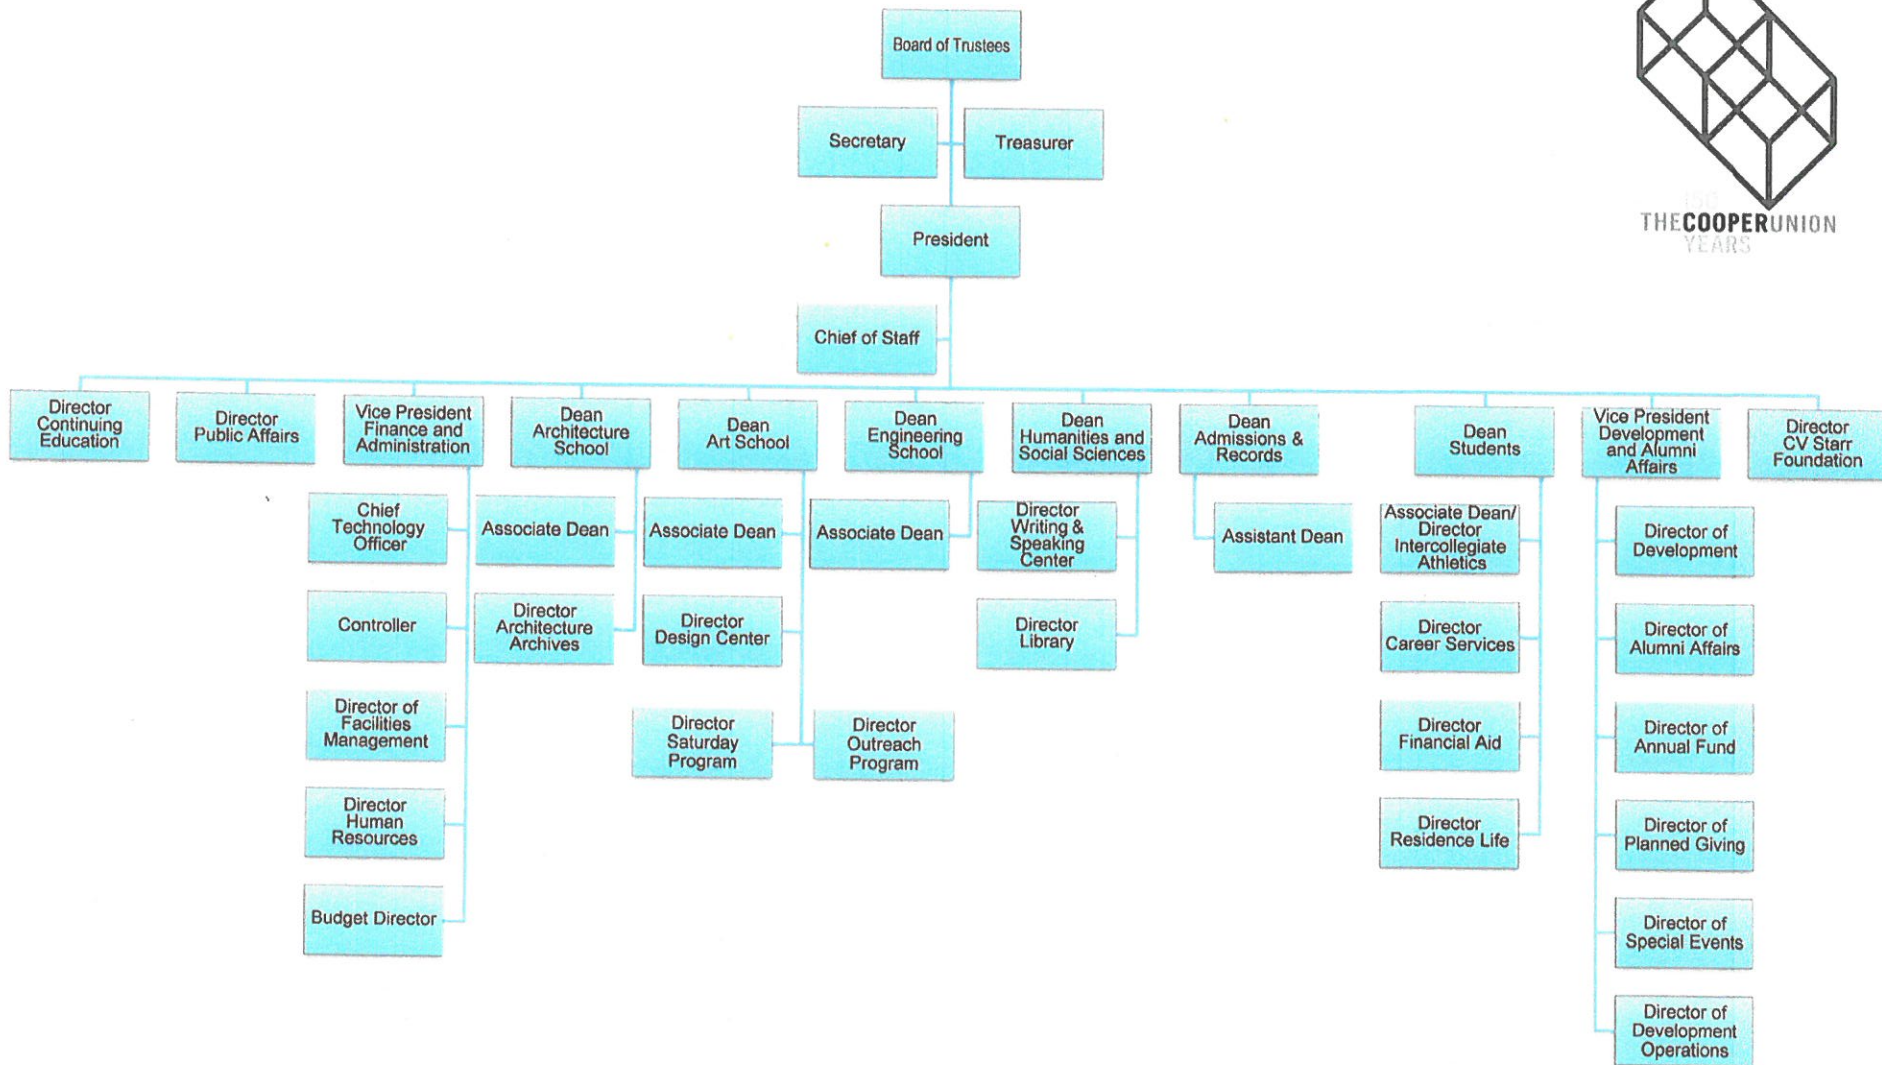 Board of Trustees
Secretary
Treasurer
President
Chief of Staff
150
THECOOPERUNION
YEARS
Director
Continuing
Education
Director
Public Affairs
Vice President
Finance and
Administration
Dean
Architecture
School
Dean
Art School
Dean
Engineering
School
Dean
Humanities and
Social Sciences
Dean
Admissions &
Records
Dean
Students
Vice President
Development
and Alumni
Affairs
Director
CV Starr
Foundation
Chief
Technology
Officer
Controller
Director of
Facilities
Management
Director
Human
Resources
Budget Director
Associate Dean
Director
Architecture
Archives
Associate Dean
Director
Design Center
Director
Saturday
Program
Director
Outreach
Program
Associate Dean
Director
Writing &
Speaking
Center
Director
Library
Assistant Dean
Associate Dean/
Director
Intercollegiate
Athletics
Director
Career Services
Director
Financial Aid
Director
Residence Life
Director of
Development
Director of
Alumni Affairs
Director of
Annual Fund
Director of
Planned Giving
Director of
Special Events
Director of
Development
Operations